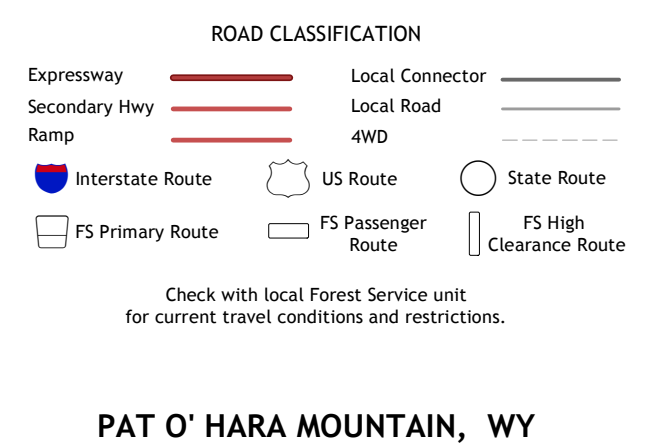 ROAD CLASSIFICATION
Expressway
Local Connector
Secondary Hwy
Local Road
Ramp
4WD
Interstate Route
US Route
State Route
FS Primary Route
FS Passenger
Route
FS High
Clearance Route
Check with local Forest Service unit
for current travel conditions and restrictions.
PAT O' HARA MOUNTAIN, WY